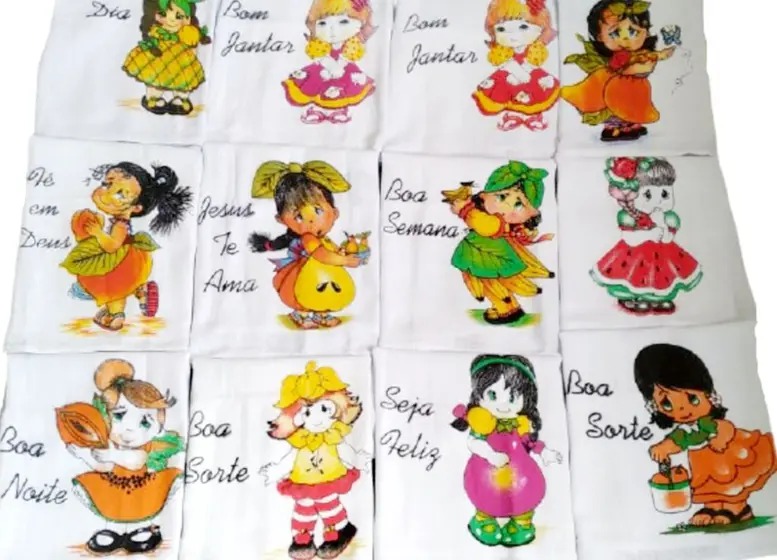 Dia
Bom
Jantar
Bom
Jantar
Fé
em
Deus
Jesus
Te
Ama
Boa
Semana
Boa
Noite
Boa
Sorte
Seja
Feliz
Boa
Sorte